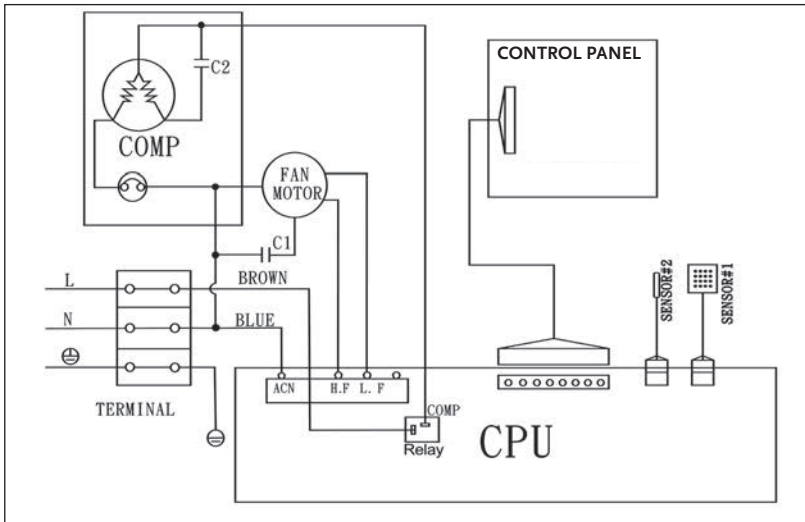 CONTROL PANEL
C2
COMP
FAN
MOTOR
C1
L
BROWN
N
BLUE
TERMINAL
SENSOR#2
SENSOR#1
ACN
H.F
L. F
COMP
Relay
CPU